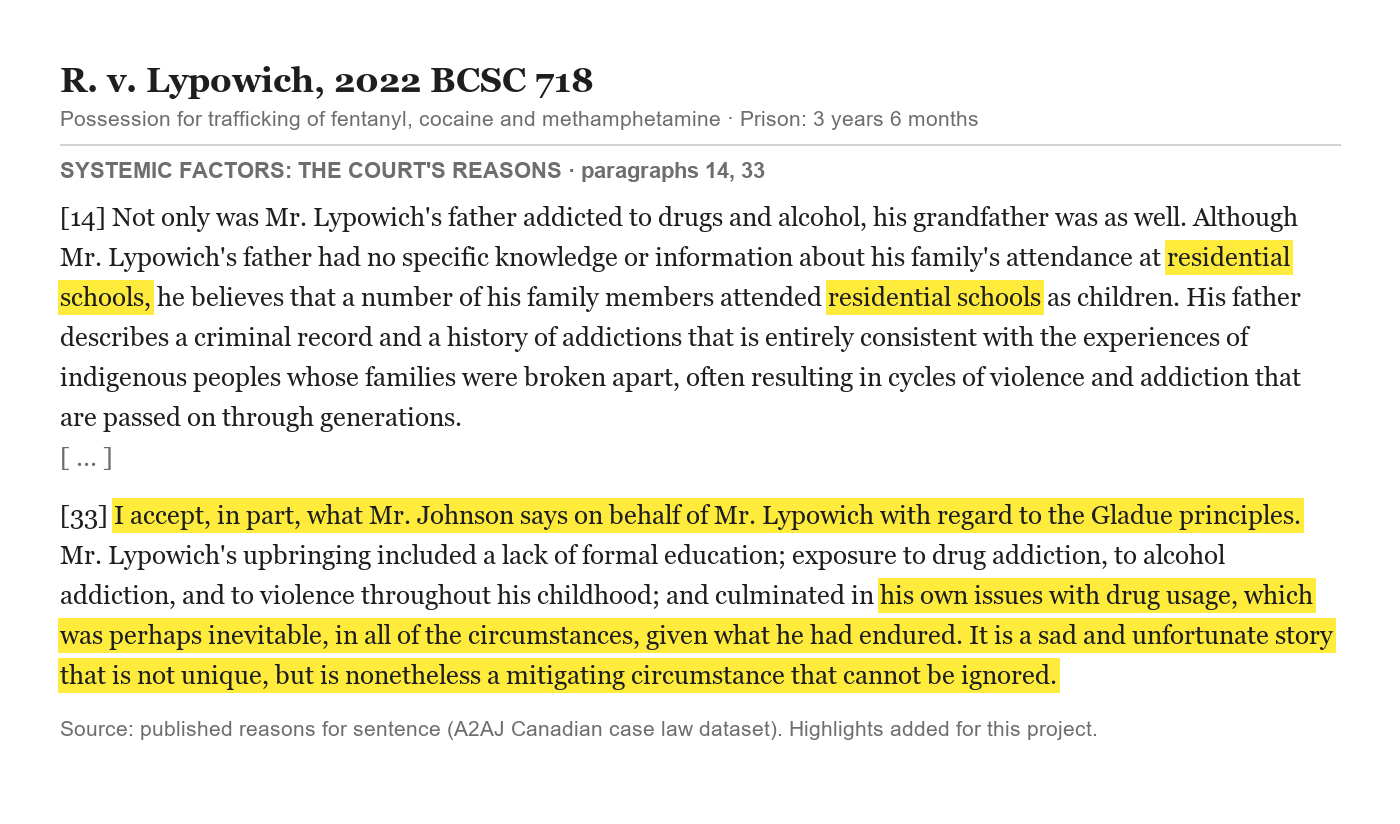 R. v. Lypowich, 2022 BCSC 718
Possession for trafficking of fentanyl, cocaine and methamphetamine · Prison: 3 years 6 months
SYSTEMIC FACTORS: THE COURT'S REASONS · paragraphs 14, 33
[14] Not only was Mr. Lypowich's father addicted to drugs and alcohol, his grandfather was as well. Although
Mr. Lypowich's father had no specific knowledge or information about his family's attendance at residential
schools, he believes that a number of his family members attended residential schools as children. His father
describes a criminal record and a history of addictions that is entirely consistent with the experiences of
indigenous peoples whose families were broken apart, often resulting in cycles of violence and addiction that
are passed on through generations.
[ ... ]
[33] I accept, in part, what Mr. Johnson says on behalf of Mr. Lypowich with regard to the Gladue principles.
Mr. Lypowich's upbringing included a lack of formal education; exposure to drug addiction, to alcohol
addiction, and to violence throughout his childhood; and culminated in his own issues with drug usage, which
was perhaps inevitable, in all of the circumstances, given what he had endured. It is a sad and unfortunate story
that is not unique, but is nonetheless a mitigating circumstance that cannot be ignored.
Source: published reasons for sentence (A2AJ Canadian case law dataset). Highlights added for this project.